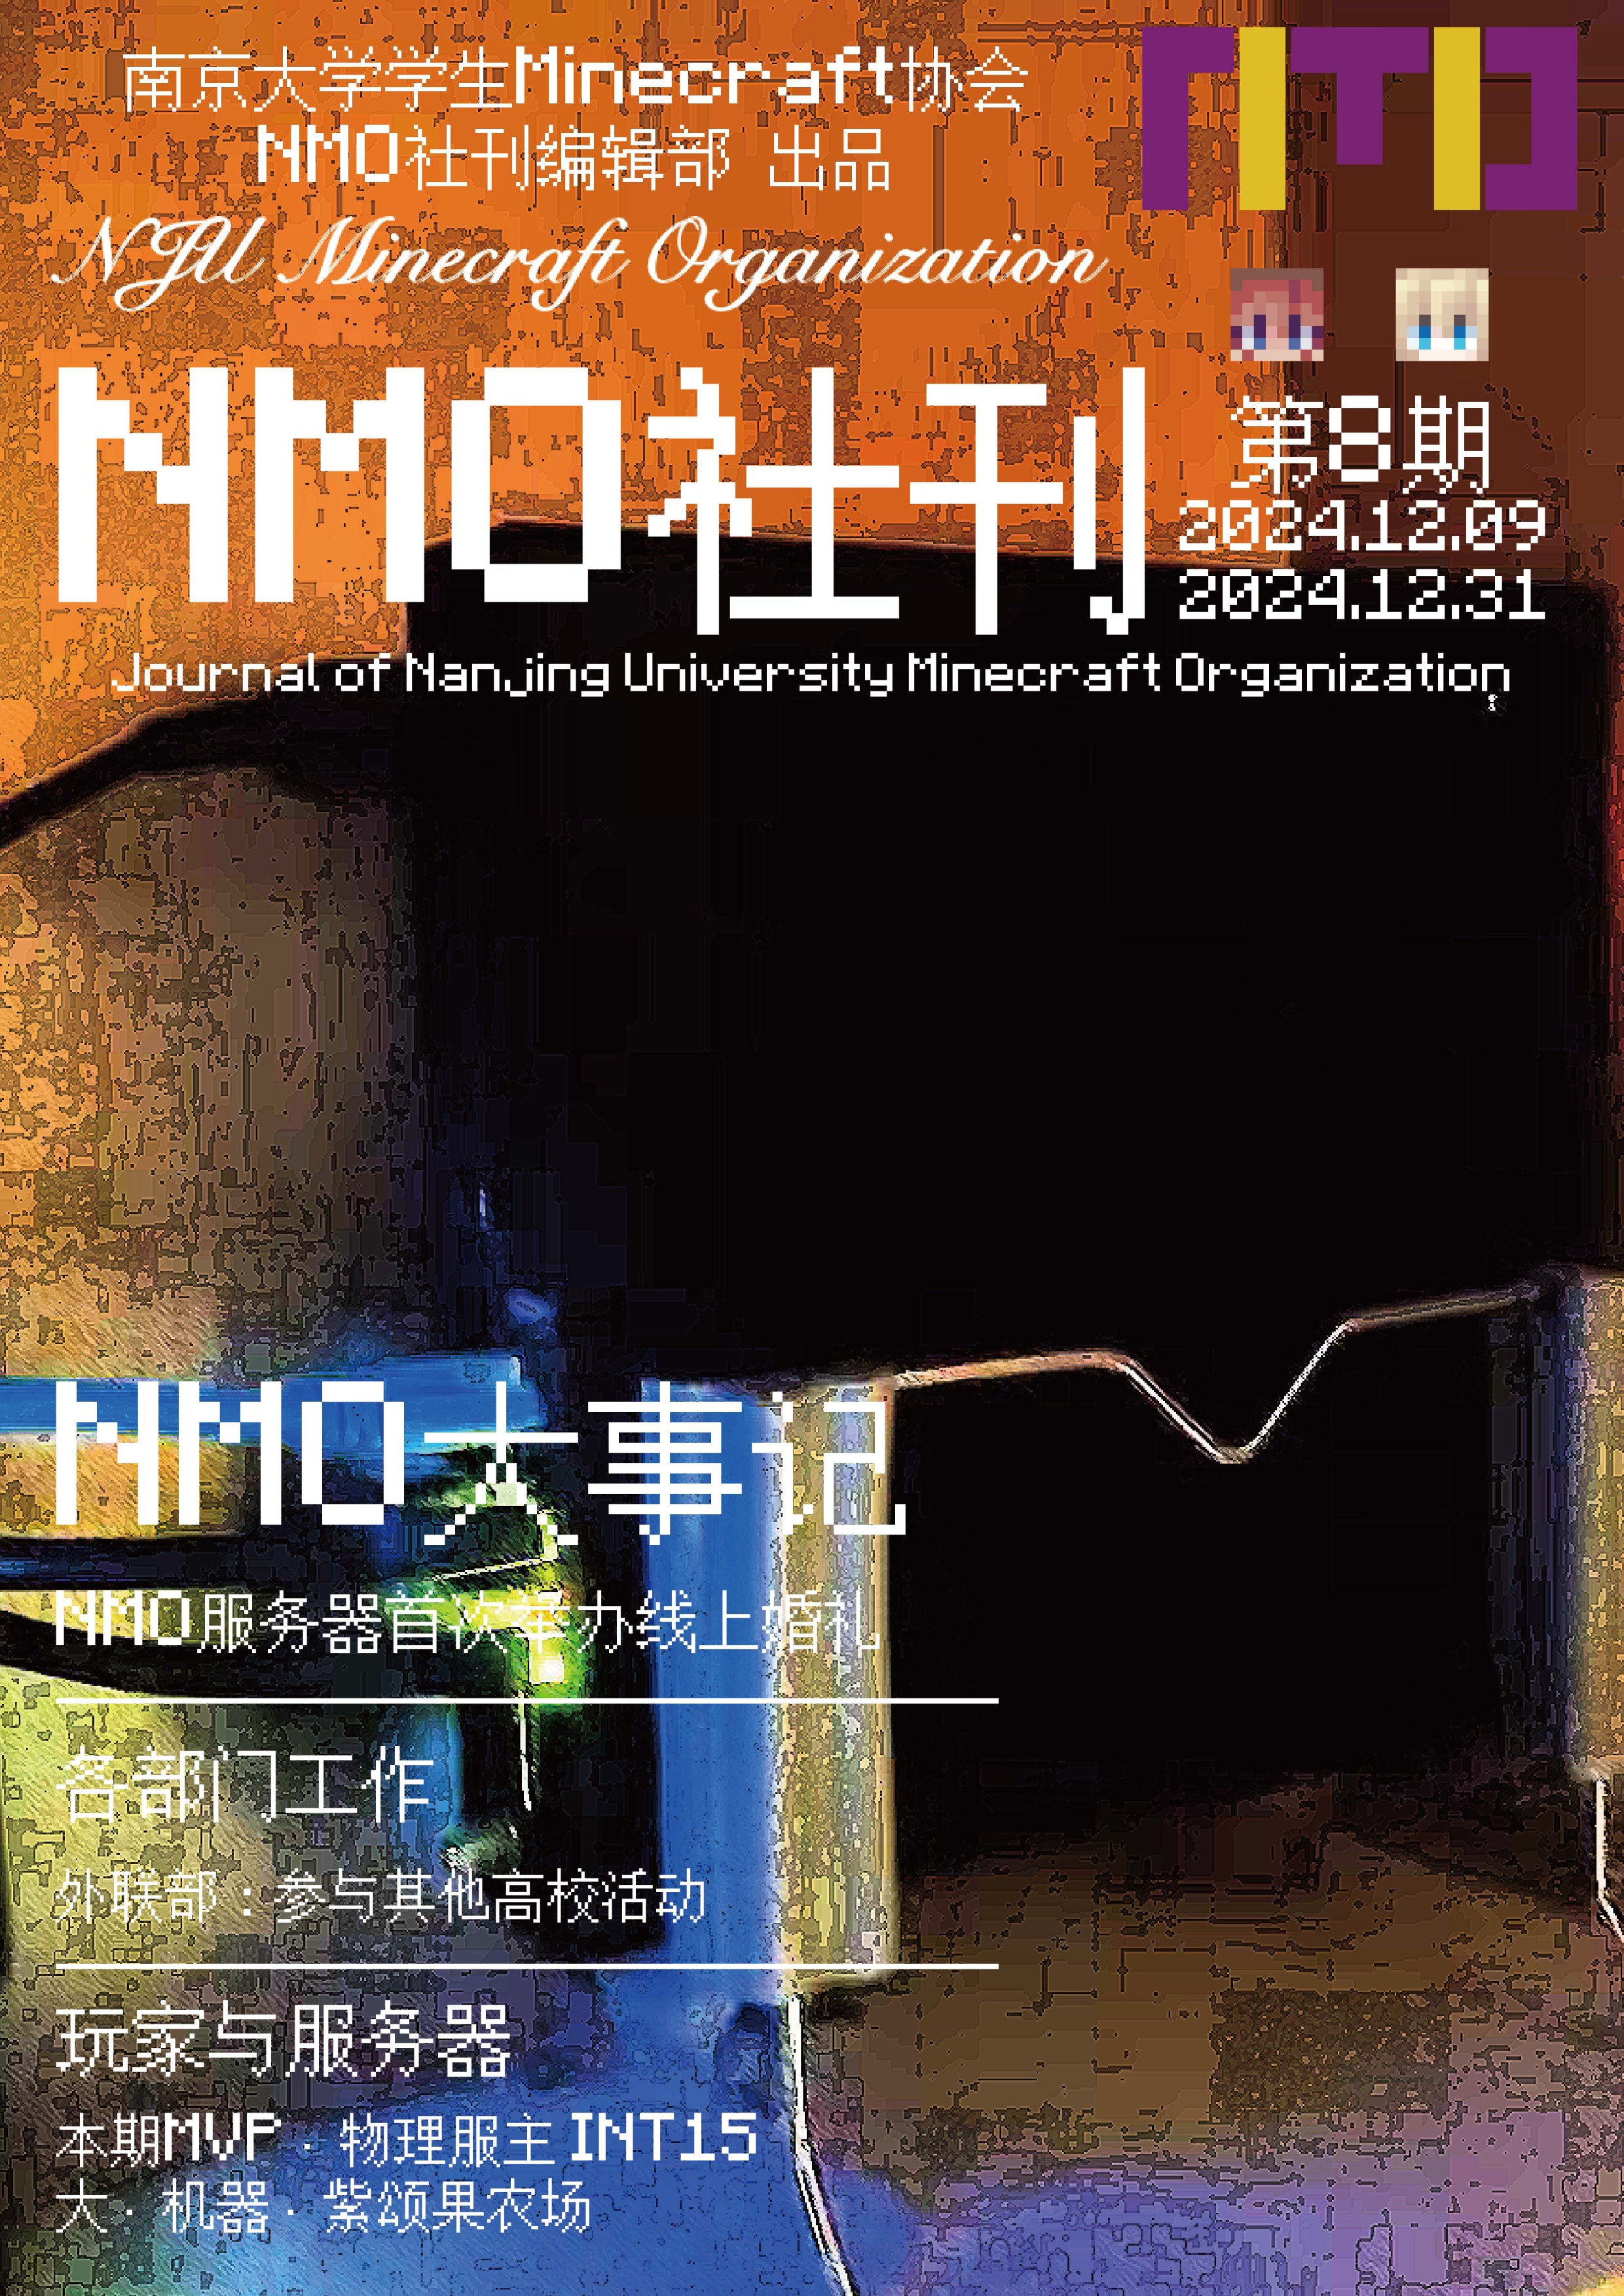 南京大学学生Minecraft协会
NMO社刊编辑部 出品
NJU Minecraft Organization
NMO
NMO社刊
第8期
2024.12.09
2024.12.31
Journal of Nanjing University Minecraft Organization
NMO大事记
NMO服务器首次举办线上婚礼
各部门工作
外联部：参与其他高校活动
玩家与服务器
本期MVP · 物理服主 INT15
大 · 机器 · 紫颂果农场